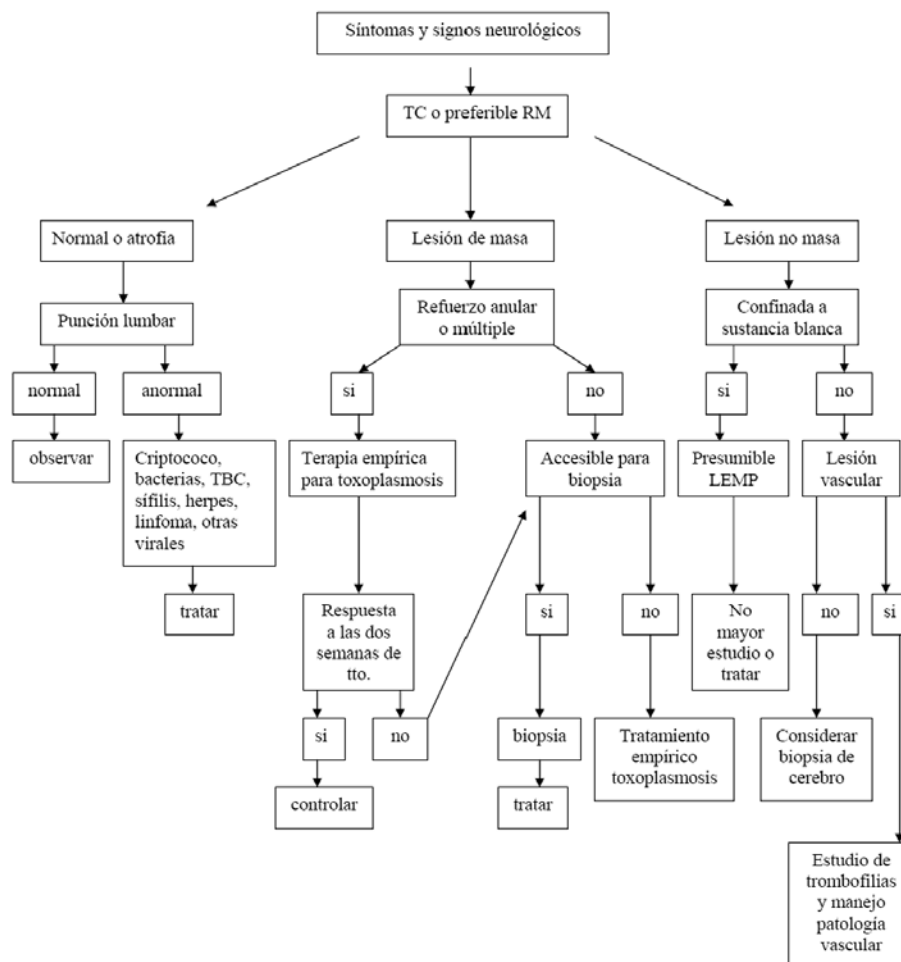 Síntomas y signos neurológicos
TC o preferible RM
Normal o atrofia
Lesión de masa
Lesión no masa
Punción lumbar
Refuerzo anular
o múltiple
Confinada a
sustancia blanca
normal
anormal
si
no
si
no
observar
Criptococo,
bacterias, TBC,
sífilis, herpes,
linfoma, otras
virales
Terapia empírica
para toxoplasmosis
Accesible para
biopsia
Presumible
LEMP
Lesión
vascular
tratar
Respuesta
a las dos
semanas de
tto.
si
no
No
mayor
estudio o
tratar
no
si
si
no
biopsia
Tratamiento
empírico
toxoplasmosis
Considerar
biopsia de
cerebro
controlar
tratar
Estudio de
trombofilias
y manejo
patología
vascular